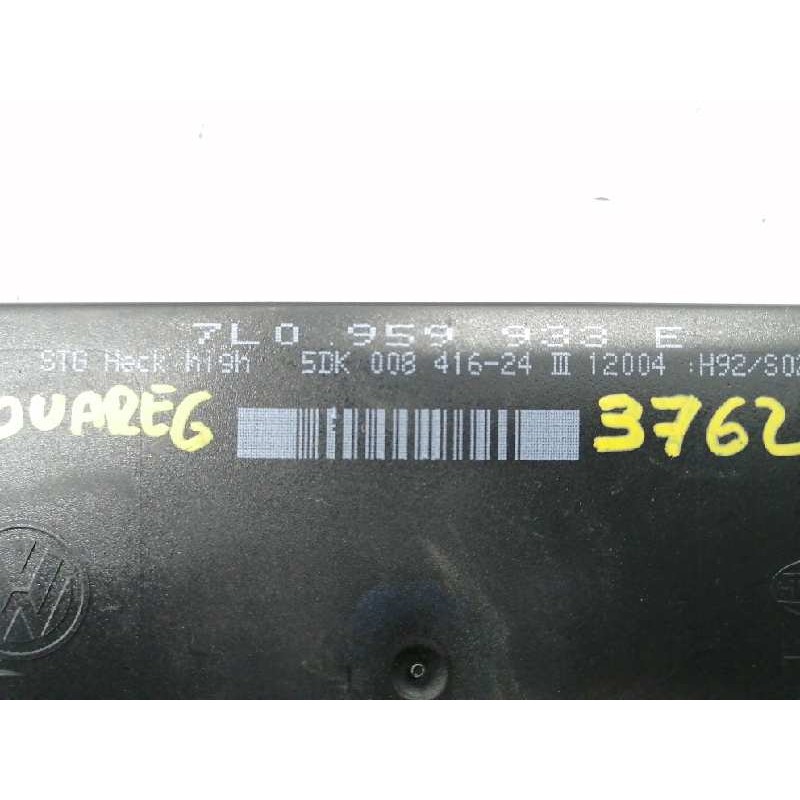 7L0 959 933 E
STG Heck high 5DK 008 416-24 III 12004 :H92/S02
OUAREG 3762